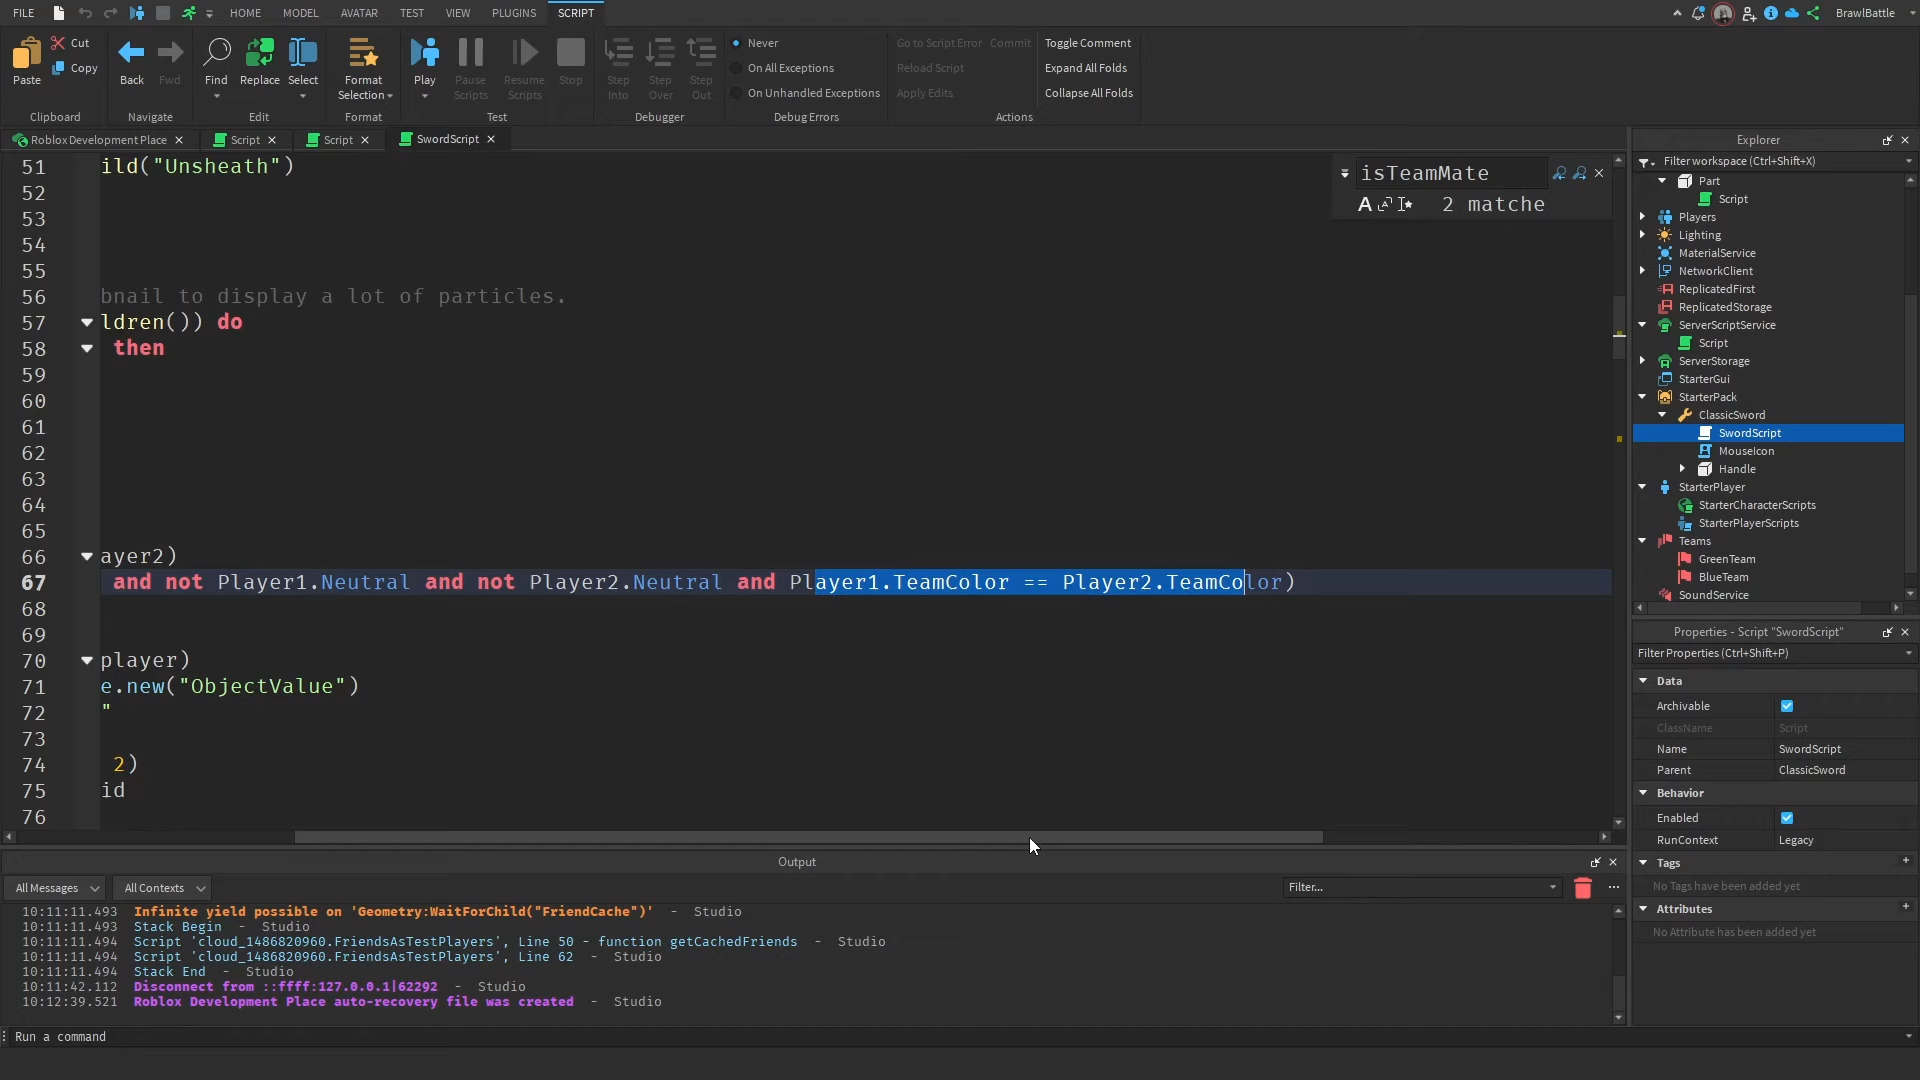 FILE HOME MODEL AVATAR TEST VIEW PLUGINS SCRIPT BrawlBattle
Paste Cut Copy
Clipboard
Back Fwd
Navigate
Find Replace Select
Edit
Format Selection
Format
Play Pause Scripts Resume Scripts Stop
Test
Step Into Step Over Step Out
Debugger
Never
On All Exceptions
On Unhandled Exceptions
Debug Errors
Go to Script Error Commit
Reload Script
Apply Edits
Toggle Comment
Expand All Folds
Collapse All Folds
Actions
Roblox Development Place Script Script SwordScript
isTeamMate
2 matche
51 ild("Unsheath")
52
53
54
55
56 bnail to display a lot of particles.
57 ldren()) do
58 then
59
60
61
62
63
64
65
66 ayer2)
67 and not Player1.Neutral and not Player2.Neutral and Player1.TeamColor == Player2.TeamColor)
68
69
70 player)
71 e.new("ObjectValue")
72 "
73
74 2)
75 id
76
Output
All Messages All Contexts Filter...
10:11:11.493 Infinite yield possible on 'Geometry:WaitForChild("FriendCache")' - Studio
10:11:11.493 Stack Begin - Studio
10:11:11.494 Script 'cloud_1486820960.FriendsAsTestPlayers', Line 50 - function getCachedFriends - Studio
10:11:11.494 Script 'cloud_1486820960.FriendsAsTestPlayers', Line 62 - Studio
10:11:11.494 Stack End - Studio
10:11:42.112 Disconnect from ::ffff:127.0.0.1|62292 - Studio
10:12:39.521 Roblox Development Place auto-recovery file was created - Studio
Run a command
Explorer
Filter workspace (Ctrl+Shift+X)
Part
Script
Players
Lighting
MaterialService
NetworkClient
ReplicatedFirst
ReplicatedStorage
ServerScriptService
Script
ServerStorage
StarterGui
StarterPack
ClassicSword
SwordScript
MouseIcon
Handle
StarterPlayer
StarterCharacterScripts
StarterPlayerScripts
Teams
GreenTeam
BlueTeam
SoundService
Properties - Script "SwordScript"
Filter Properties (Ctrl+Shift+P)
Data
Archivable
ClassName Script
Name SwordScript
Parent ClassicSword
Behavior
Enabled
RunContext Legacy
Tags
No Tags have been added yet
Attributes
No Attribute has been added yet